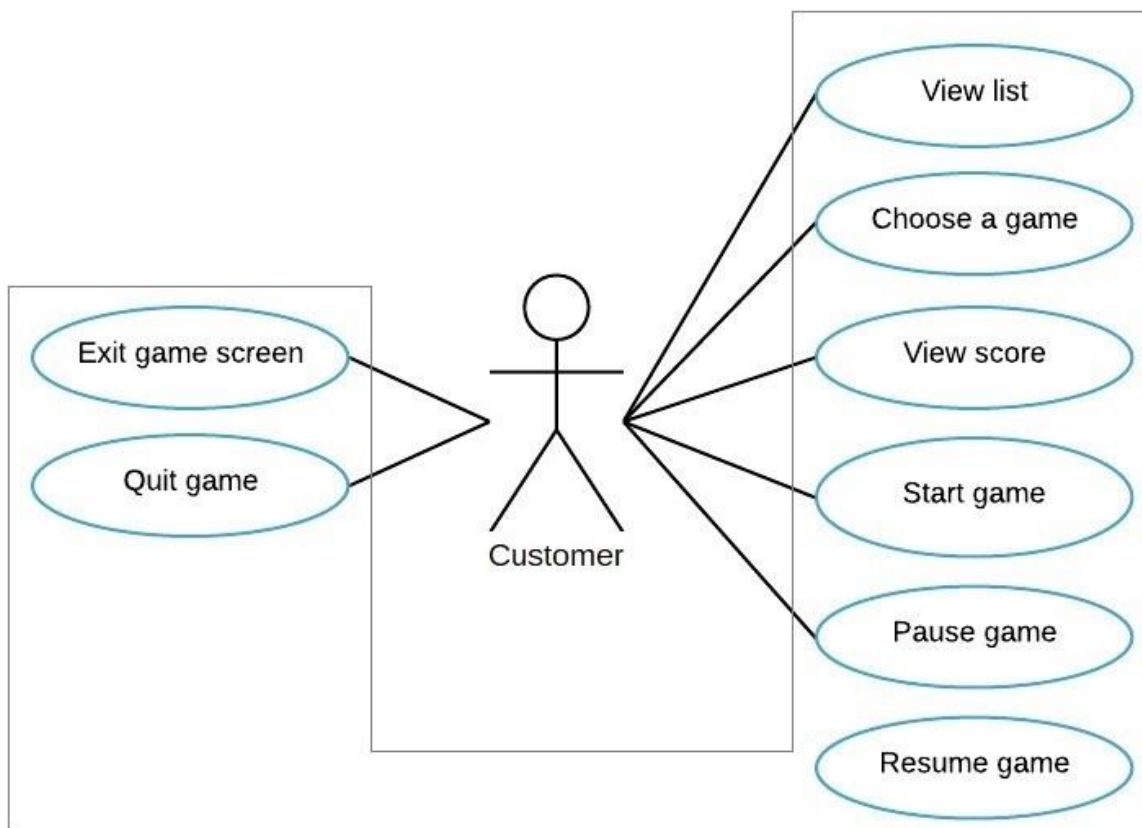 View list
Choose a game
Exit game screen
View score
Quit game
Start game
Customer
Pause game
Resume game